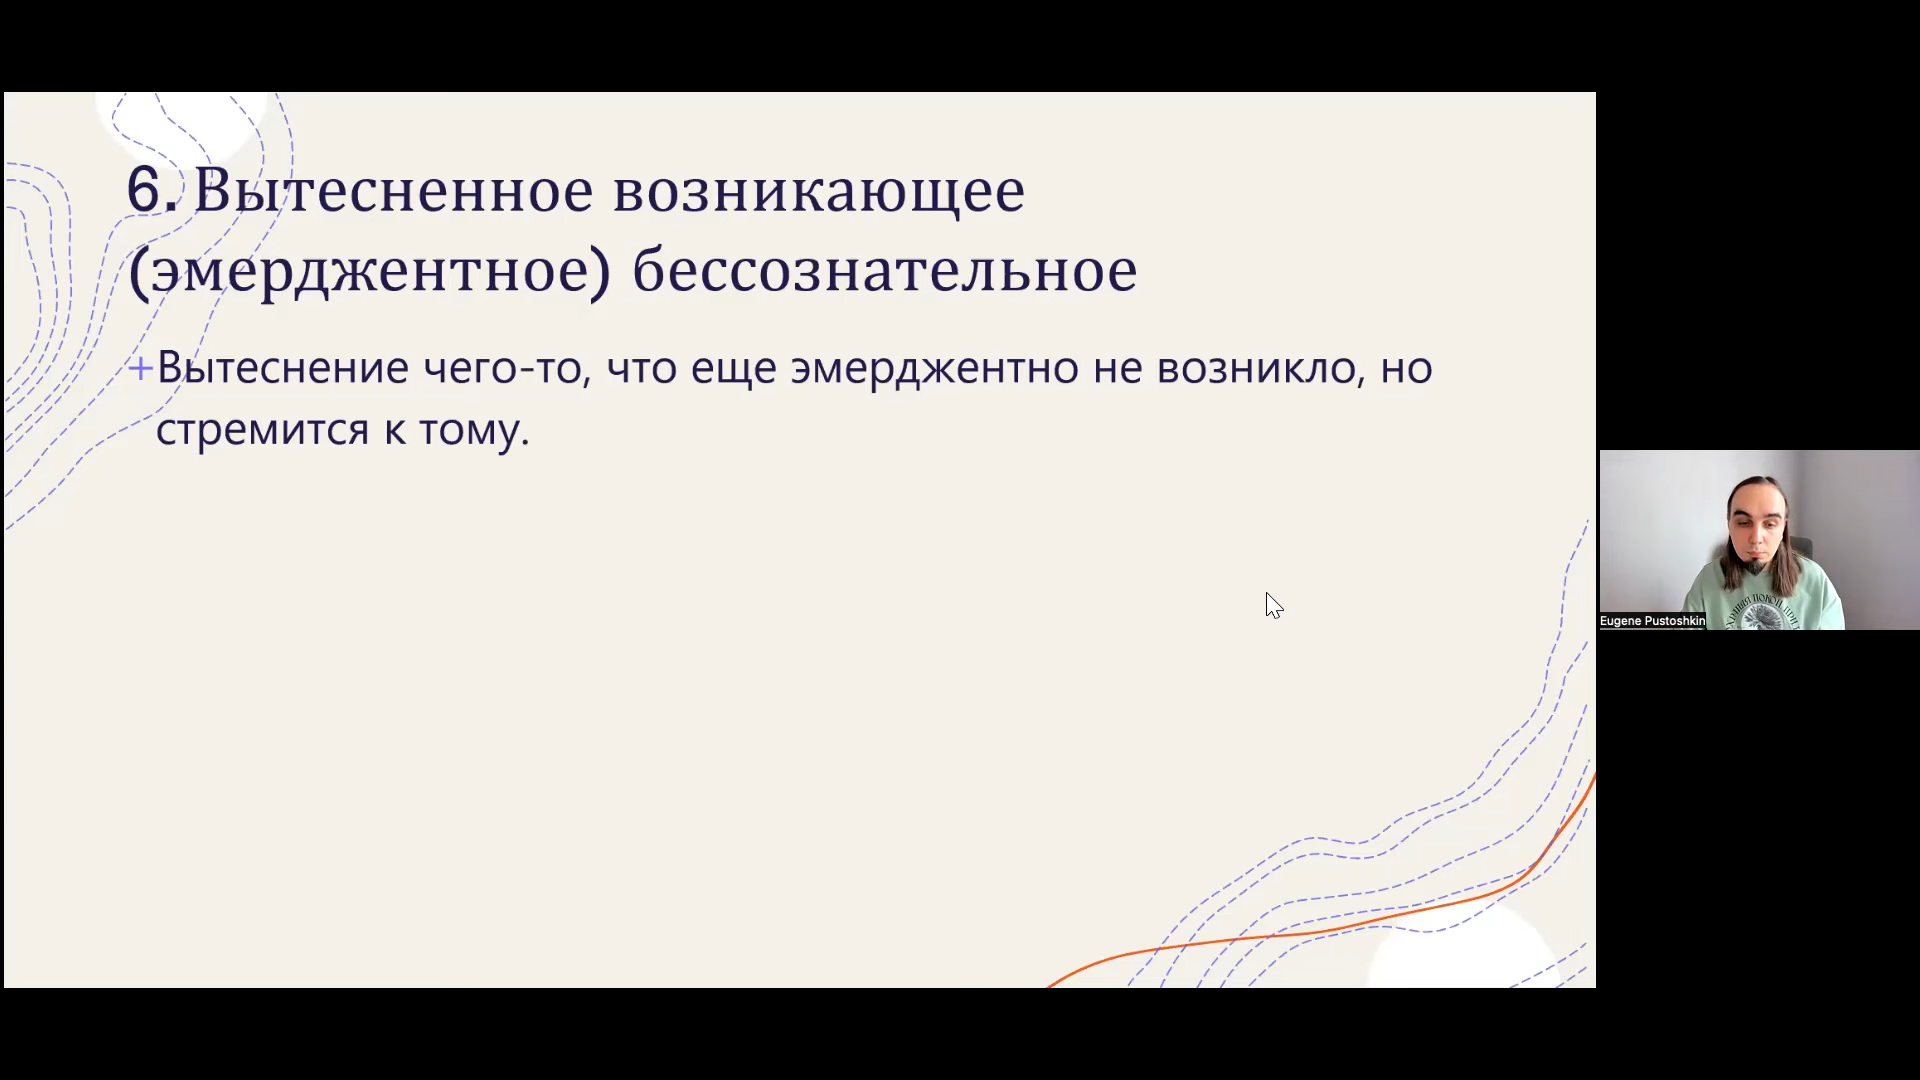 6. Вытесненное возникающее
(эмерджентное) бессознательное
+Вытеснение чего-то, что еще эмерджентно не возникло, но
стремится к тому.
Eugene Pustoshkin